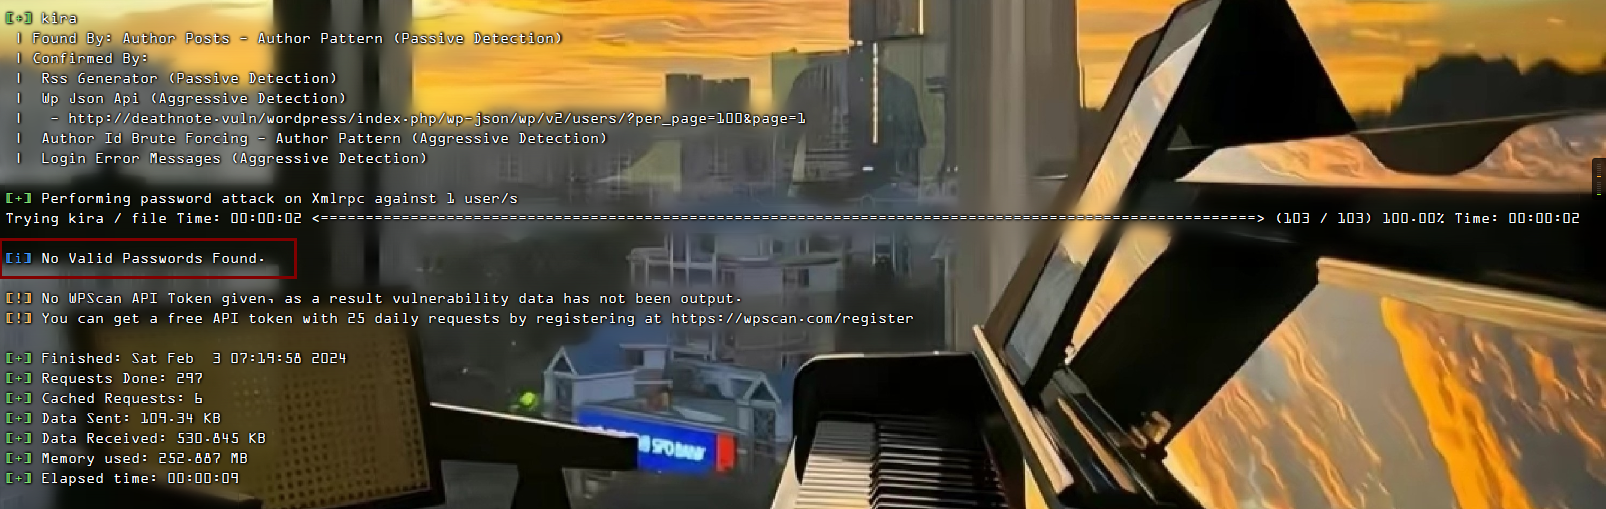 [+] kira
 | Found By: Author Posts - Author Pattern (Passive Detection)
 | Confirmed By:
 |  Rss Generator (Passive Detection)
 |  Wp Json Api (Aggressive Detection)
 |   - http://deathnote.vuln/wordpress/index.php/wp-json/wp/v2/users/?per_page=100&page=1
 |  Author Id Brute Forcing - Author Pattern (Aggressive Detection)
 |  Login Error Messages (Aggressive Detection)
[+] Performing password attack on Xmlrpc against 1 user/s
Trying kira / file Time: 00:00:02 <========================================================================================================> (103 / 103) 100.00% Time: 00:00:02
[i] No Valid Passwords Found.
[!] No WPScan API Token given, as a result vulnerability data has not been output.
[!] You can get a free API token with 25 daily requests by registering at https://wpscan.com/register
[+] Finished: Sat Feb  3 07:19:58 2024
[+] Requests Done: 297
[+] Cached Requests: 6
[+] Data Sent: 109.34 KB
[+] Data Received: 530.845 KB
[+] Memory used: 252.887 MB
[+] Elapsed time: 00:00:09